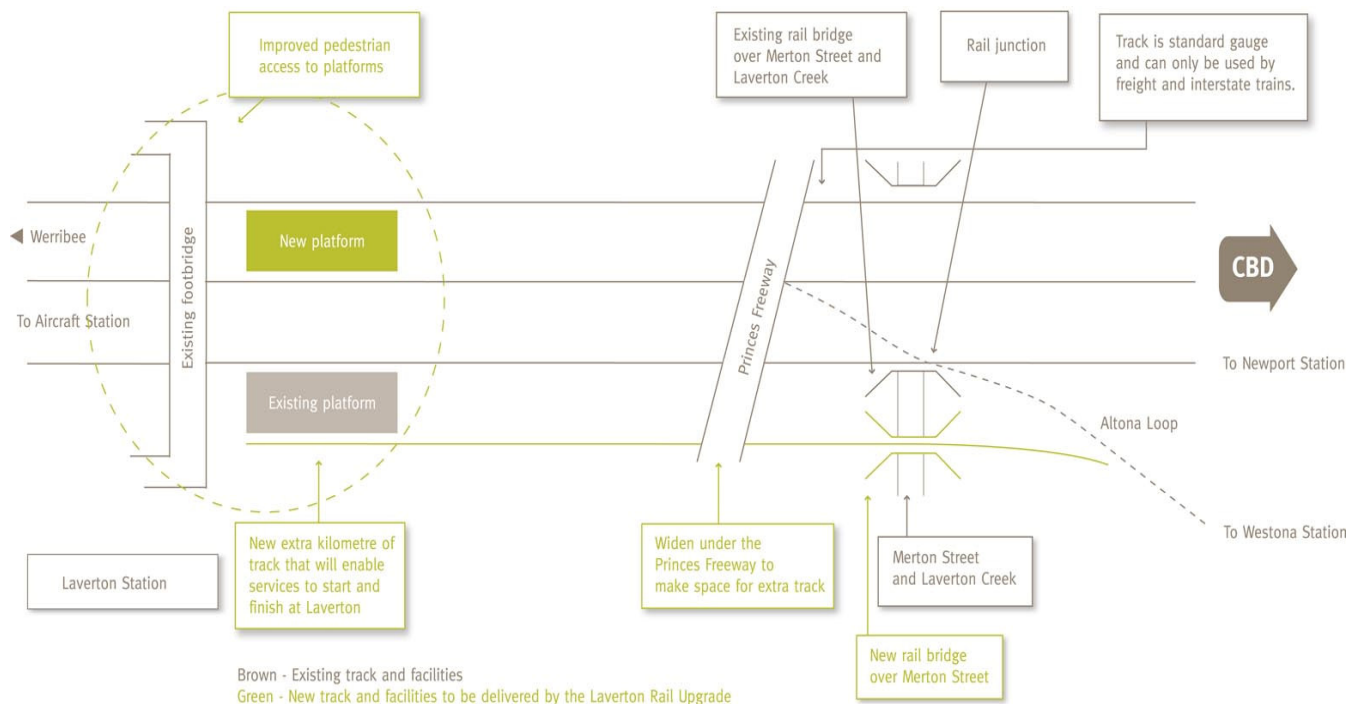 Improved pedestrian
access to platforms
Existing rail bridge
over Merton Street and
Laverton Creek
Rail junction
Track is standard gauge
and can only be used by
freight and interstate trains.
Werribee
To Aircraft Station
Existing footbridge
New platform
Existing platform
Princes Freeway
CBD
To Newport Station
Altona Loop
To Westona Station
Laverton Station
New extra kilometre of
track that will enable
services to start and
finish at Laverton
Widen under the
Princes Freeway to
make space for extra track
Merton Street
and Laverton Creek
New rail bridge
over Merton Street
Brown - Existing track and facilities
Green - New track and facilities to be delivered by the Laverton Rail Upgrade